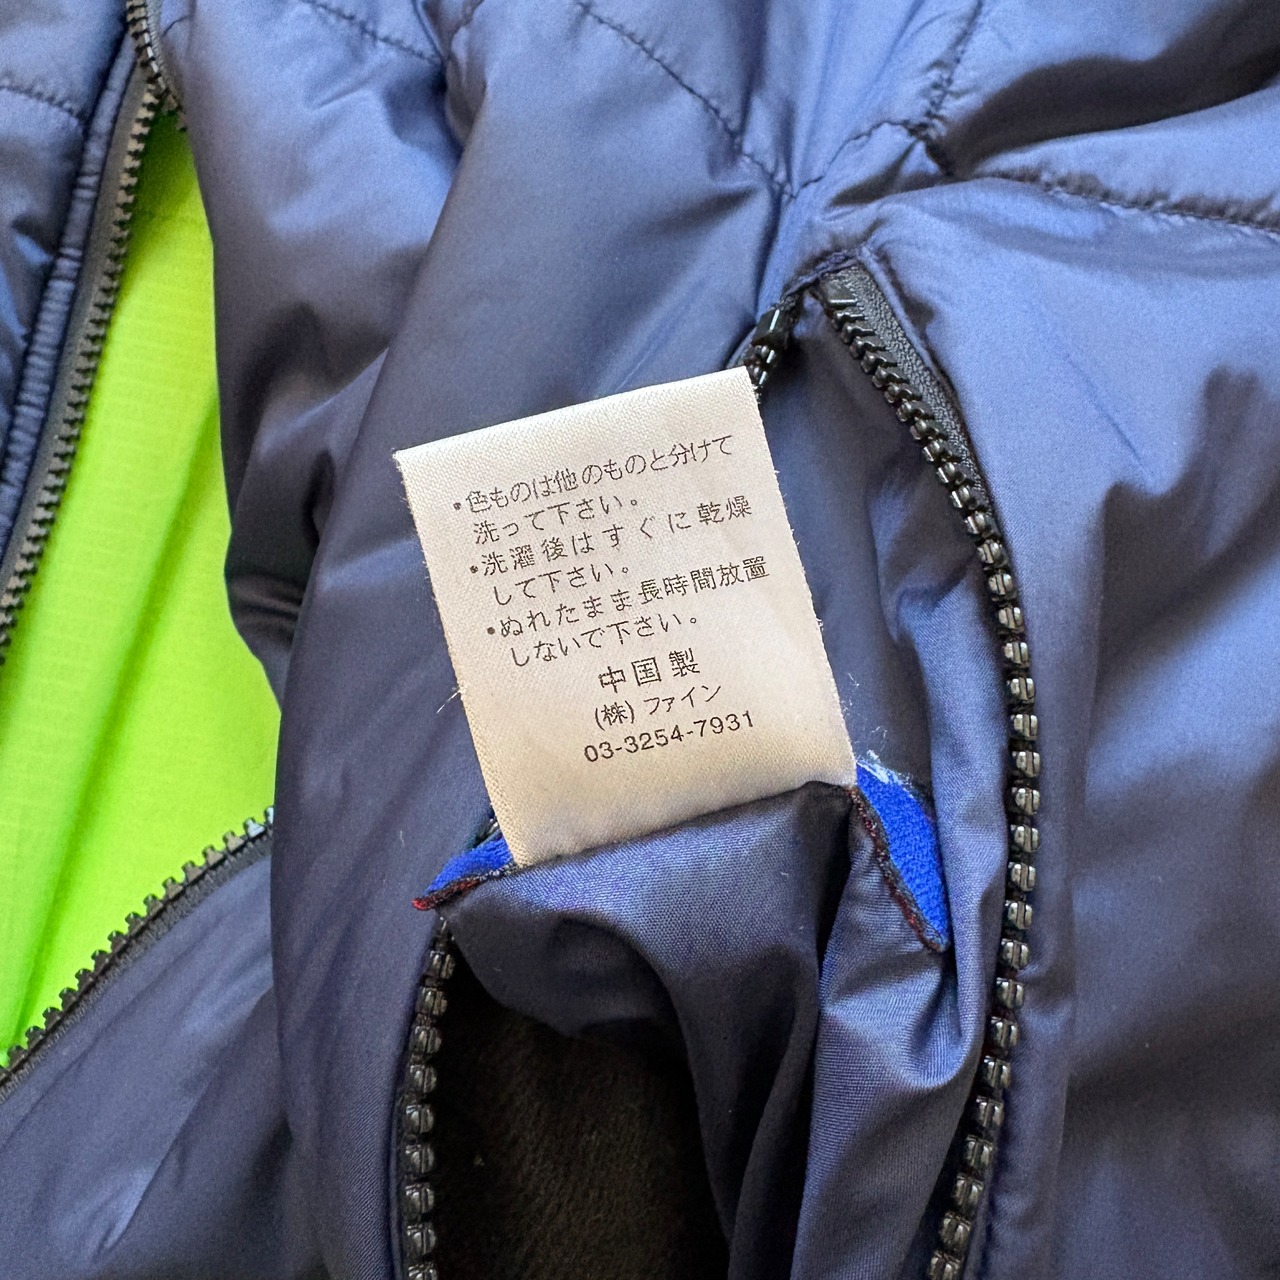 ・色ものは他のものと分けて
洗って下さい。
・洗濯後はすぐに乾燥
して下さい。
・ぬれたまま長時間放置
しないで下さい。
中国製
(株)ファイン
03-3254-7931